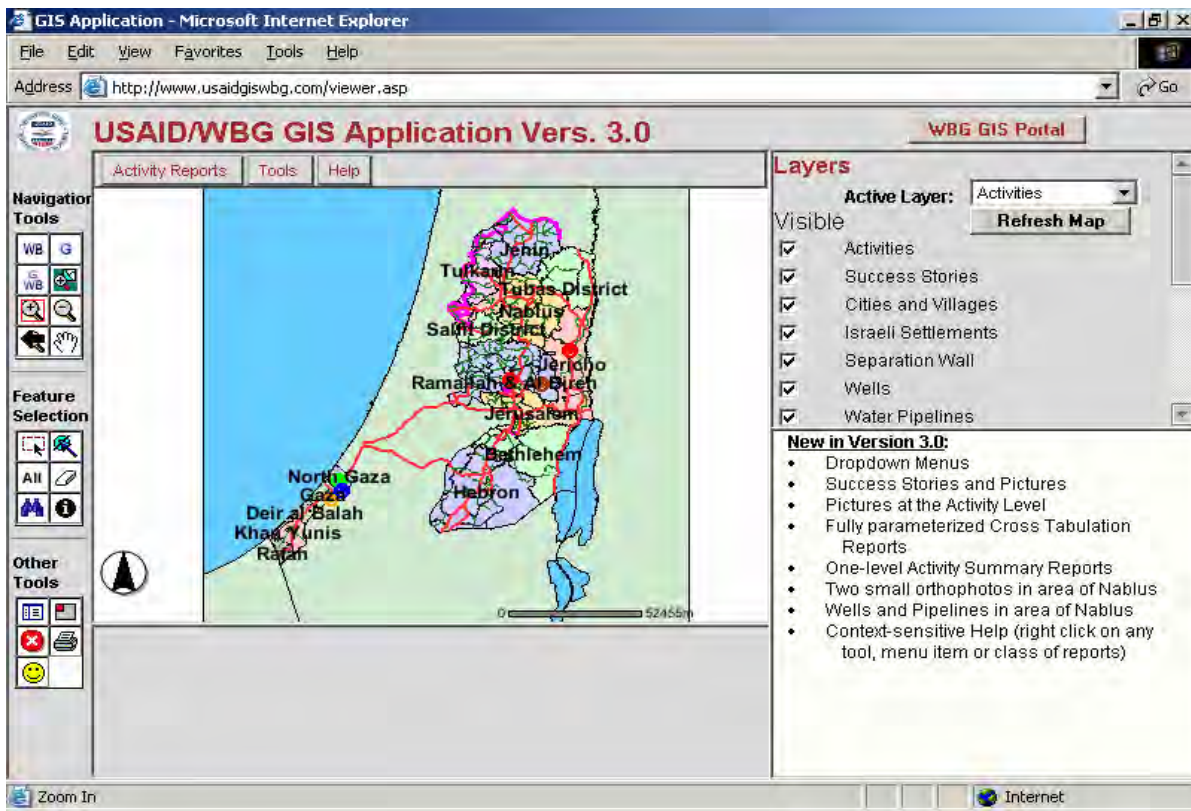 GIS Application - Microsoft Internet Explorer
File Edit View Favorites Tools Help
Address http://www.usaidgiswbg.com/viewer.asp Go
USAID/WBG GIS Application Vers. 3.0
WBG GIS Portal
Activity Reports Tools Help
Navigation
Tools
WB G
G
WB
Feature
Selection
All
Other
Tools
Jenin
Tulkarm
Tubas District
Nablus
Salfit District
Jericho
Ramallah & Al Bireh
Jerusalem
Bethlehem
Hebron
North Gaza
Gaza
Deir al Balah
Khan Yunis
Rafah
0 52455m
Layers
Active Layer: Activities
Visible Refresh Map
Activities
Success Stories
Cities and Villages
Israeli Settlements
Separation Wall
Wells
Water Pipelines
New in Version 3.0:
• Dropdown Menus
• Success Stories and Pictures
• Pictures at the Activity Level
• Fully parameterized Cross Tabulation
Reports
• One-level Activity Summary Reports
• Two small orthophotos in area of Nablus
• Wells and Pipelines in area of Nablus
• Context-sensitive Help (right click on any
tool, menu item or class of reports)
Zoom In Internet